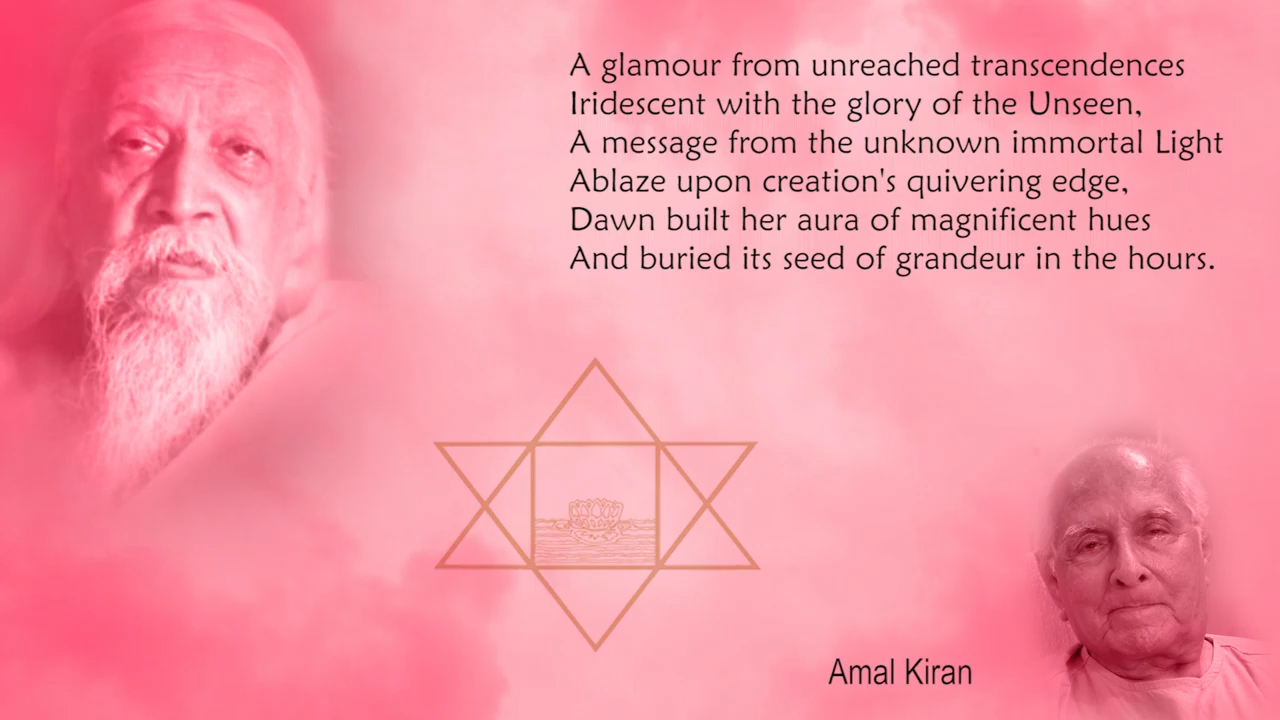 A glamour from unreached transcendences
Iridescent with the glory of the Unseen,
A message from the unknown immortal Light
Ablaze upon creation's quivering edge,
Dawn built her aura of magnificent hues
And buried its seed of grandeur in the hours.
Amal Kiran